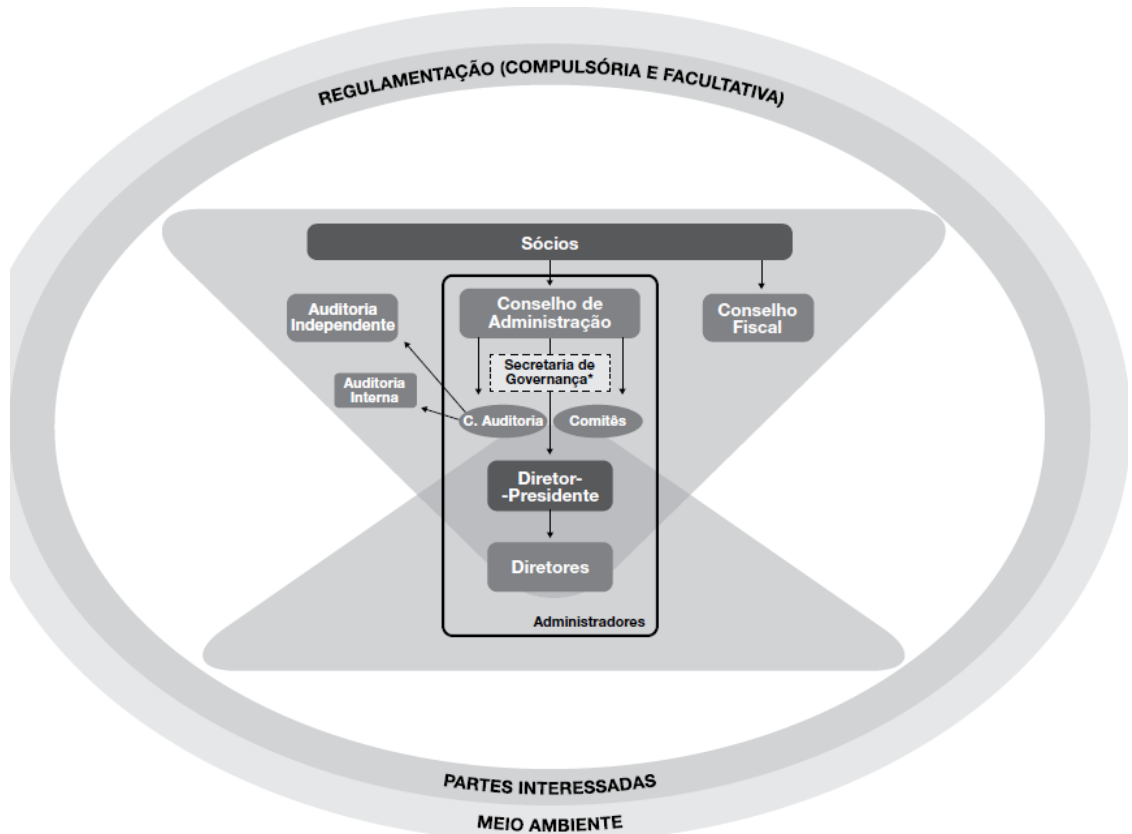 REGULAMENTAÇÃO (COMPULSÓRIA E FACULTATIVA)
Sócios
Auditoria
Independente
Conselho de
Administração
Conselho
Fiscal
Secretaria de
Governança*
Auditoria
Interna
C. Auditoria
Comitês
Diretor-
-Presidente
Diretores
Administradores
PARTES INTERESSADAS
MEIO AMBIENTE